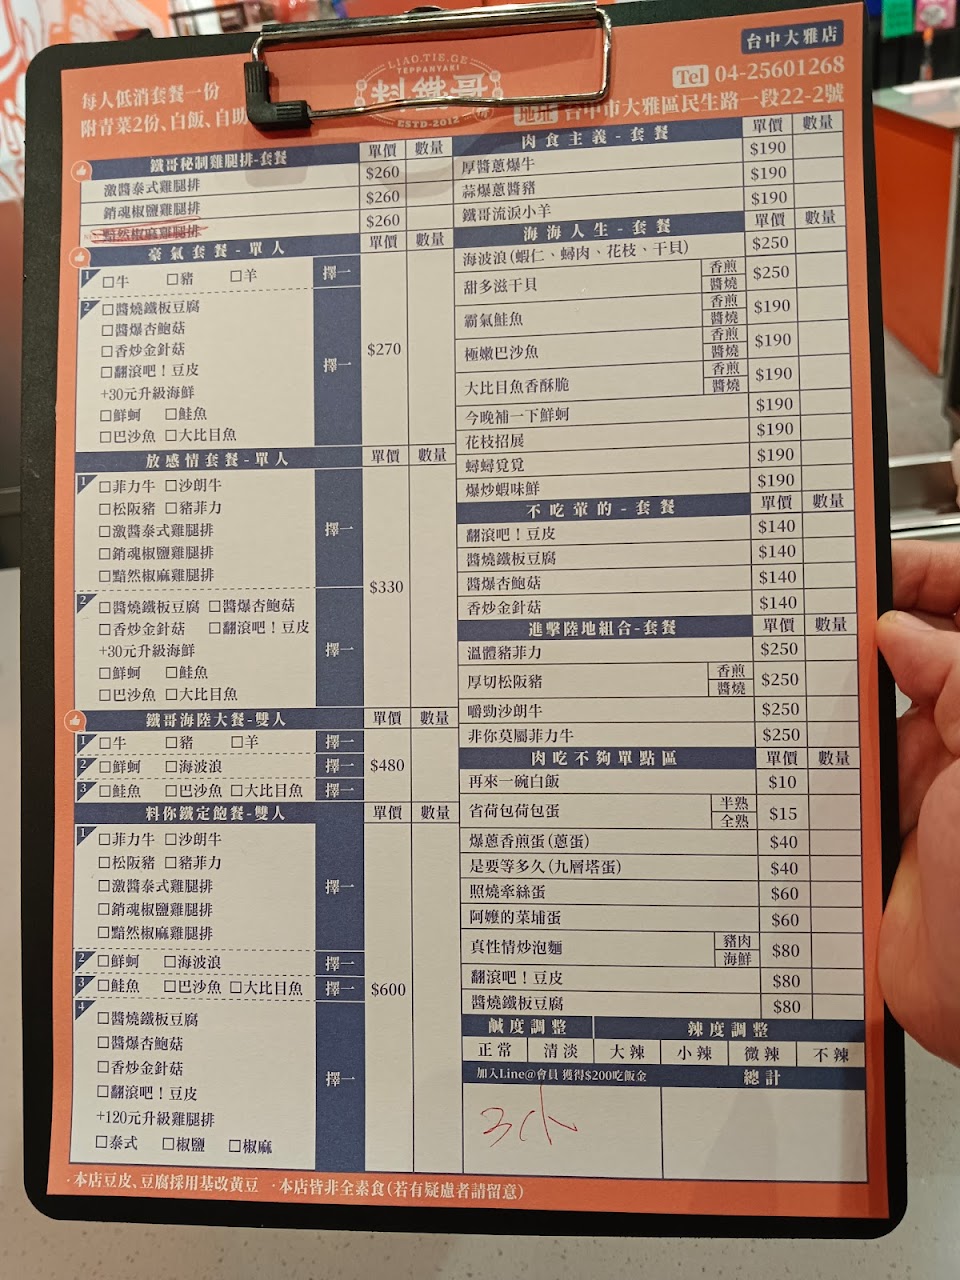 台中大雅店
LIAO.TIE.GE
TEPPANYAKI
料鐵哥
ESTD-2012
每人低消套餐一份
附青菜2份、白飯、自助
Tel 04-25601268
地址 台中市大雅區民生路一段22-2號
鐵哥秘制雞腿排-套餐 單價 數量
激醬泰式雞腿排 $260
銷魂椒鹽雞腿排 $260
黯然椒麻雞腿排 $260
豪氣套餐-單人 單價 數量
1 □牛 □豬 □羊 擇一
2 □醬燒鐵板豆腐
□醬爆杏鮑菇
□香炒金針菇
□翻滾吧！豆皮 擇一 $270
+30元升級海鮮
□鮮蚵 □鮭魚
□巴沙魚 □大比目魚
放感情套餐-單人 單價 數量
1 □菲力牛 □沙朗牛
□松阪豬 □豬菲力
□激醬泰式雞腿排 擇一
□銷魂椒鹽雞腿排
□黯然椒麻雞腿排 $330
2 □醬燒鐵板豆腐 □醬爆杏鮑菇
□香炒金針菇 □翻滾吧！豆皮
+30元升級海鮮 擇一
□鮮蚵 □鮭魚
□巴沙魚 □大比目魚
鐵哥海陸大餐-雙人 單價 數量
1 □牛 □豬 □羊 擇一
2 □鮮蚵 □海波浪 擇一 $480
3 □鮭魚 □巴沙魚 □大比目魚 擇一
料你鐵定飽餐-雙人 單價 數量
1 □菲力牛 □沙朗牛
□松阪豬 □豬菲力
□激醬泰式雞腿排 擇一
□銷魂椒鹽雞腿排
□黯然椒麻雞腿排
2 □鮮蚵 □海波浪 擇一
3 □鮭魚 □巴沙魚 □大比目魚 擇一 $600
4 □醬燒鐵板豆腐
□醬爆杏鮑菇
□香炒金針菇 擇一
□翻滾吧！豆皮
+120元升級雞腿排
□泰式 □椒鹽 □椒麻
肉食主義-套餐 單價 數量
厚醬蔥爆牛 $190
蒜爆蔥醬豬 $190
鐵哥流淚小羊 $190
海海人生-套餐 單價 數量
海波浪(蝦仁、蟳肉、花枝、干貝) $250
甜多滋干貝 香煎 醬燒 $250
霸氣鮭魚 香煎 醬燒 $190
極嫩巴沙魚 香煎 醬燒 $190
大比目魚香酥脆 香煎 醬燒 $190
今晚補一下鮮蚵 $190
花枝招展 $190
蟳蟳覓覓 $190
爆炒蝦味鮮 $190
不吃葷的-套餐 單價 數量
翻滾吧！豆皮 $140
醬燒鐵板豆腐 $140
醬爆杏鮑菇 $140
香炒金針菇 $140
進擊陸地組合-套餐 單價 數量
溫體豬菲力 $250
厚切松阪豬 香煎 醬燒 $250
嚼勁沙朗牛 $250
非你莫屬菲力牛 $250
肉吃不夠單點區 單價 數量
再來一碗白飯 $10
省荷包荷包蛋 半熟 全熟 $15
爆蔥香煎蛋(蔥蛋) $40
是要等多久(九層塔蛋) $40
照燒牽絲蛋 $60
阿嬤的菜埔蛋 $60
真性情炒泡麵 豬肉 海鮮 $80
翻滾吧！豆皮 $80
醬燒鐵板豆腐 $80
鹹度調整 辣度調整
正常 清淡 大辣 小辣 微辣 不辣
加入Line@會員 獲得$200吃飯金 總計
3小
·本店豆皮、豆腐採用基改黃豆 ·本店皆非全素食(若有疑慮者請留意)